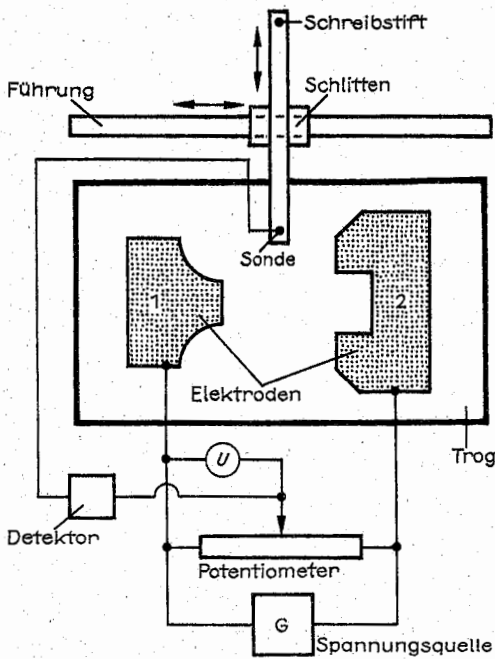 Schreibstift
Führung
Schlitten
Sonde
1
2
Elektroden
Trog
U
Detektor
Potentiometer
G
Spannungsquelle